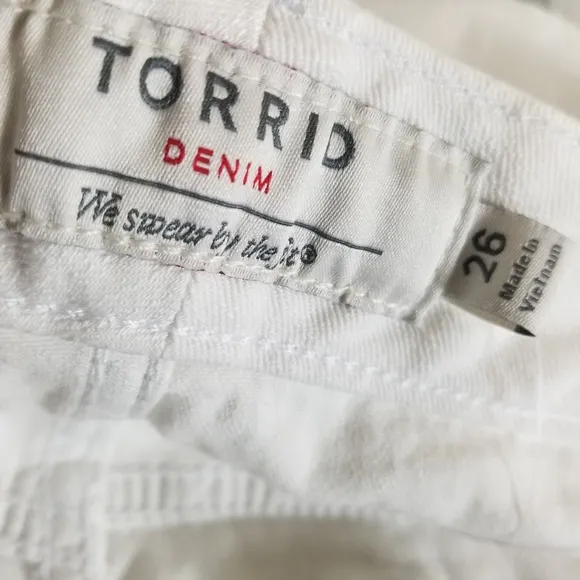 TORRID
DENIM
We swear by the fit®
26
Made in
Vietnam